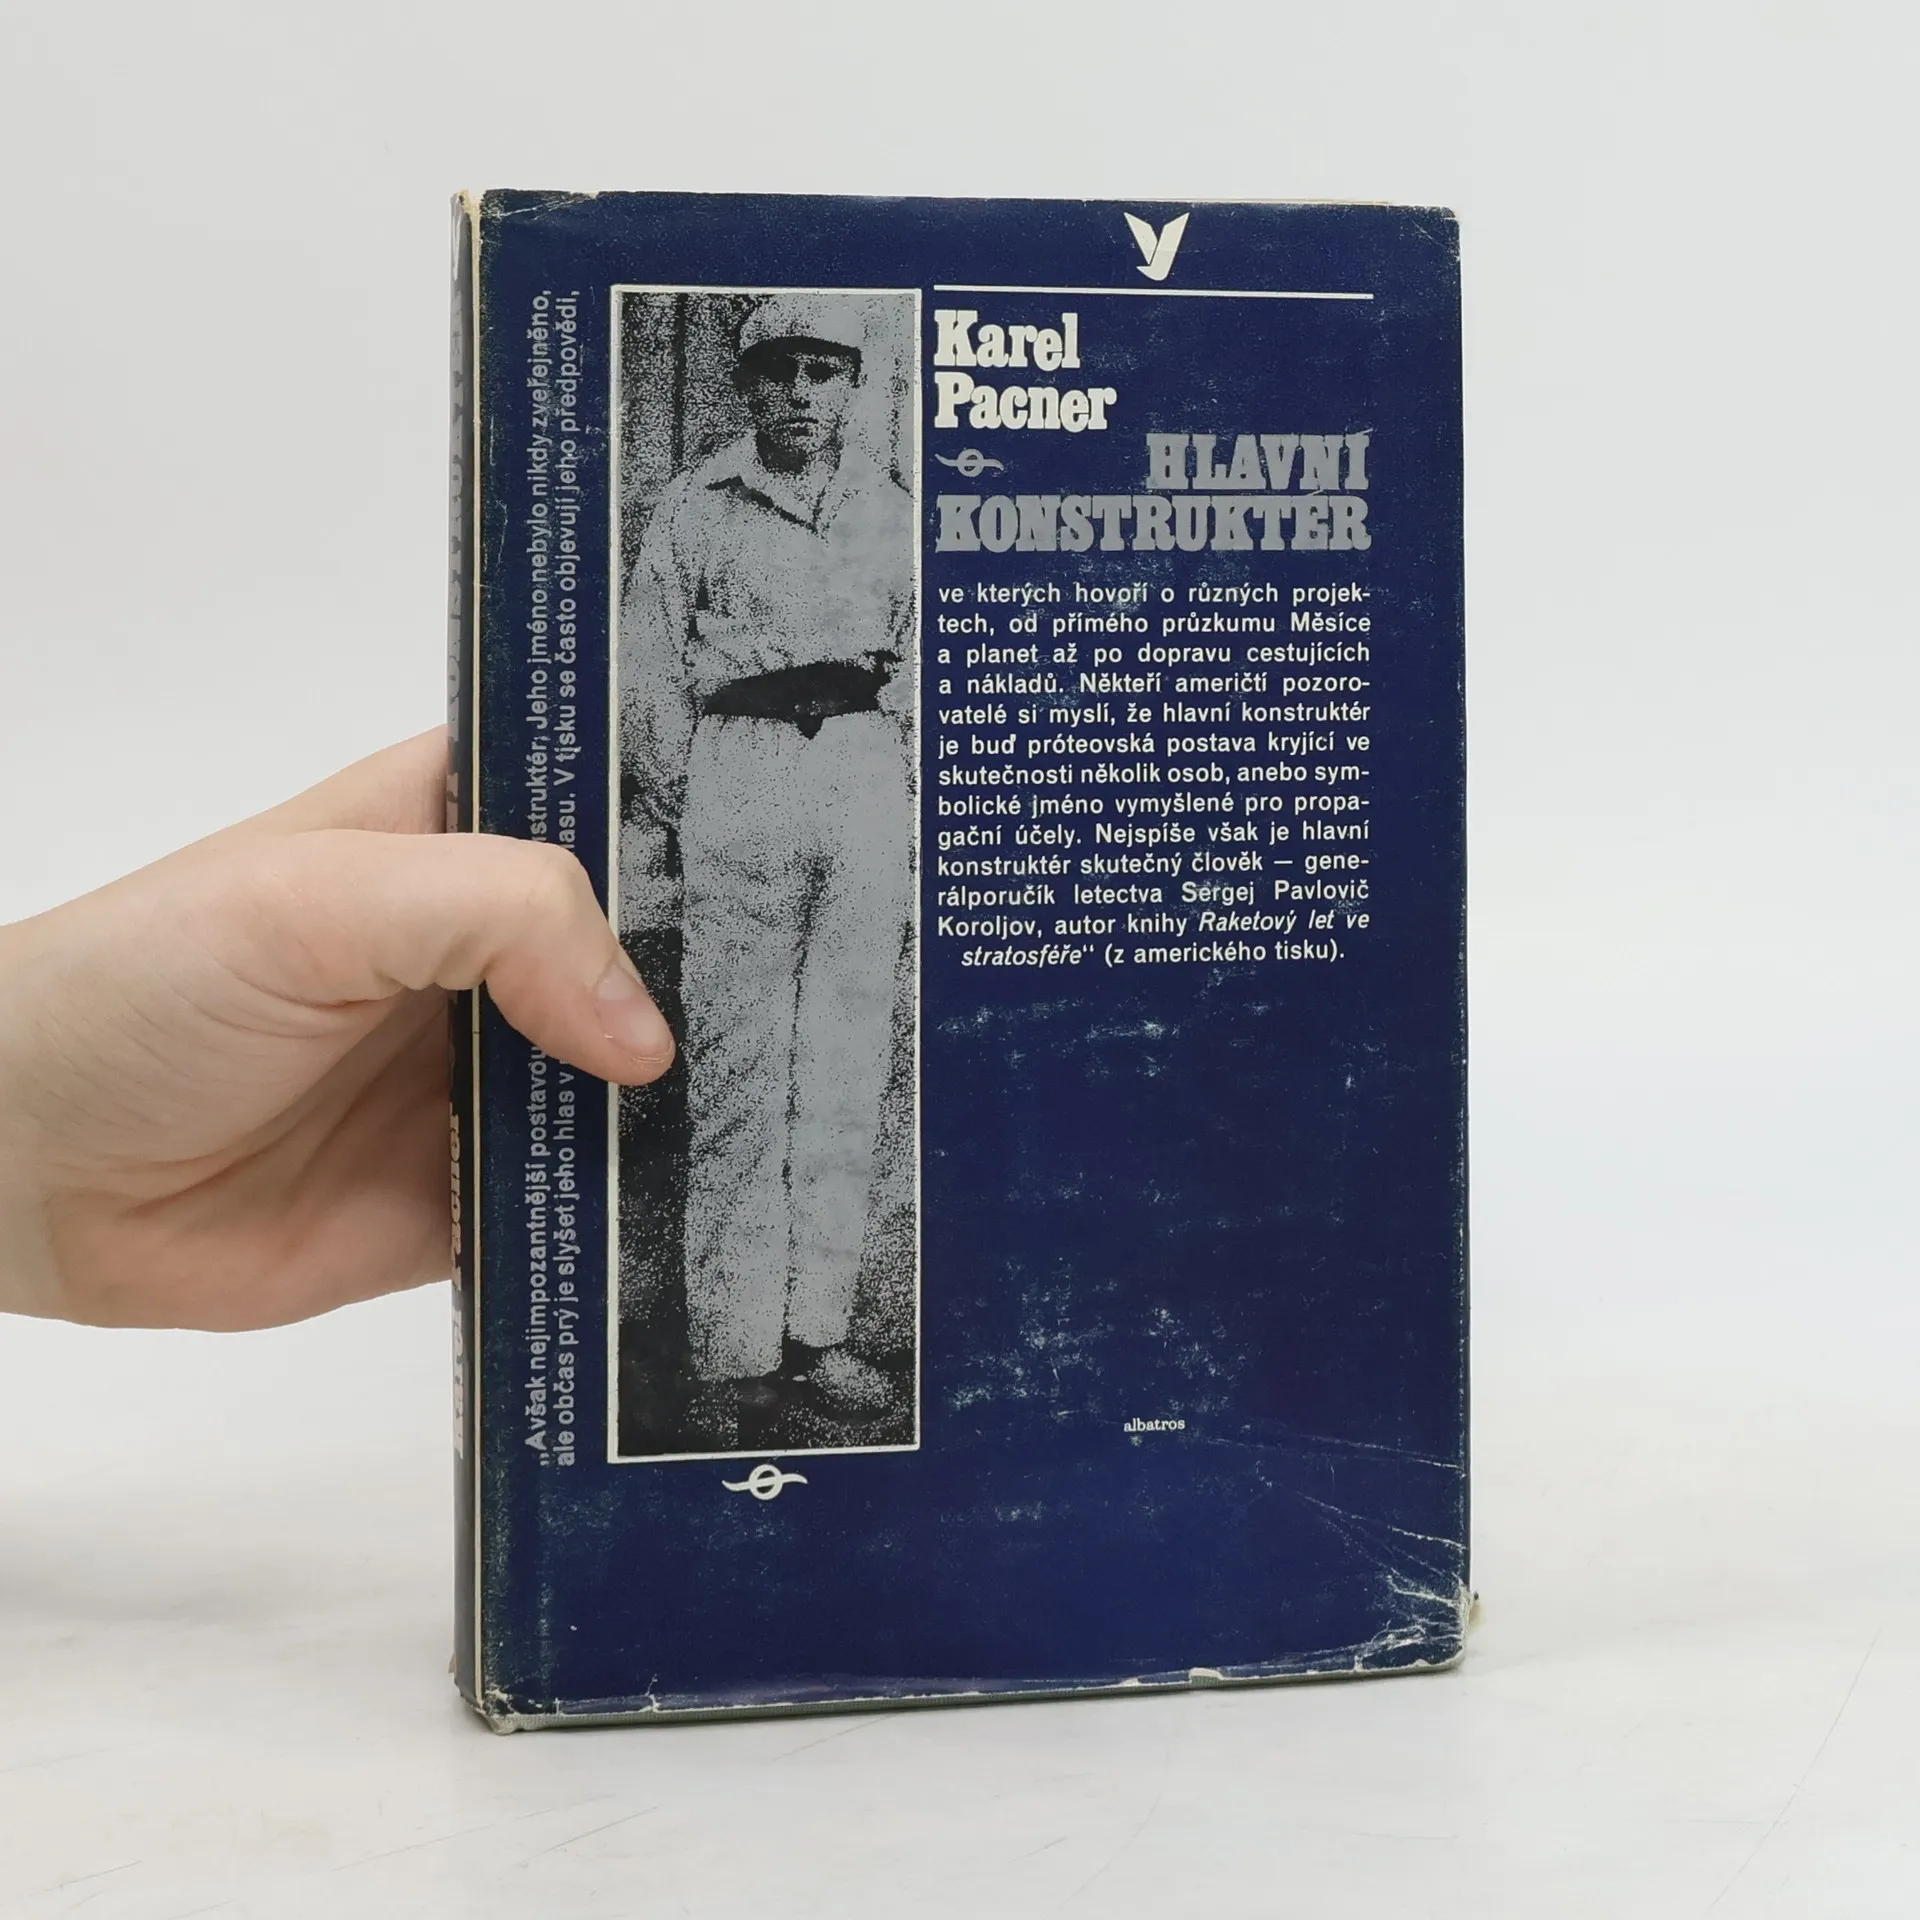 „Avšak nejimpozantnější postavou struktér. Jeho jméno nebylo nikdy zveřejněno,
ale občas prý je slyšet jeho hlas v asu. V tisku se často objevují jeho předpovědi,
Karel
Pacner
HLAVNÍ
KONSTRUKTÉR
ve kterých hovoří o různých projek-
tech, od přímého průzkumu Měsíce
a planet až po dopravu cestujících
a nákladů. Někteří američtí pozoro-
vatelé si myslí, že hlavní konstruktér
je buď próteovská postava kryjící ve
skutečnosti několik osob, anebo sym-
bolické jméno vymyšlené pro propa-
gační účely. Nejspíše však je hlavní
konstruktér skutečný člověk — gene-
rálporučík letectva Sergej Pavlovič
Koroljov, autor knihy Raketový let ve
stratosféře“ (z amerického tisku).
albatros